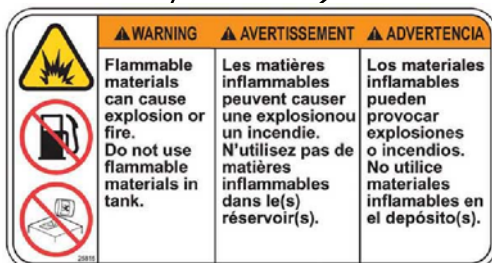 WARNING
Flammable
materials
can cause
explosion or
fire.
Do not use
flammable
materials in
tank.
AVERTISSEMENT
Les matières
inflammables
peuvent causer
une explosionou
un incendie.
N'utilisez pas de
matières
inflammables
dans le(s)
réservoir(s).
ADVERTENCIA
Los materiales
inflamables
pueden
provocar
explosiones
o incendios.
No utilice
materiales
inflamables en
el depósito(s).